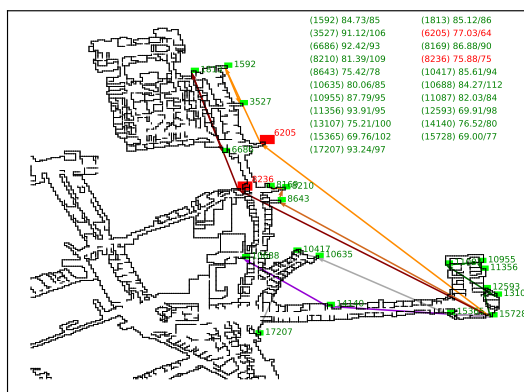 (1592) 84.73/85 (1813) 85.12/86
(3527) 91.12/106 (6205) 77.03/64
(6686) 92.42/93 (8169) 86.88/90
(8210) 81.39/109 (8236) 75.88/75
(8643) 75.42/78 (10417) 85.61/94
(10635) 80.06/85 (10688) 84.27/112
(10955) 87.79/95 (11087) 82.03/84
(11356) 93.91/95 (12593) 69.91/98
(13107) 75.21/100 (14140) 76.52/80
(15365) 69.76/102 (15728) 69.00/77
(17207) 93.24/97
1592
3527
6205
8236
8210
8643
10417
10635
10955
11356
12593
14140
15728
17207